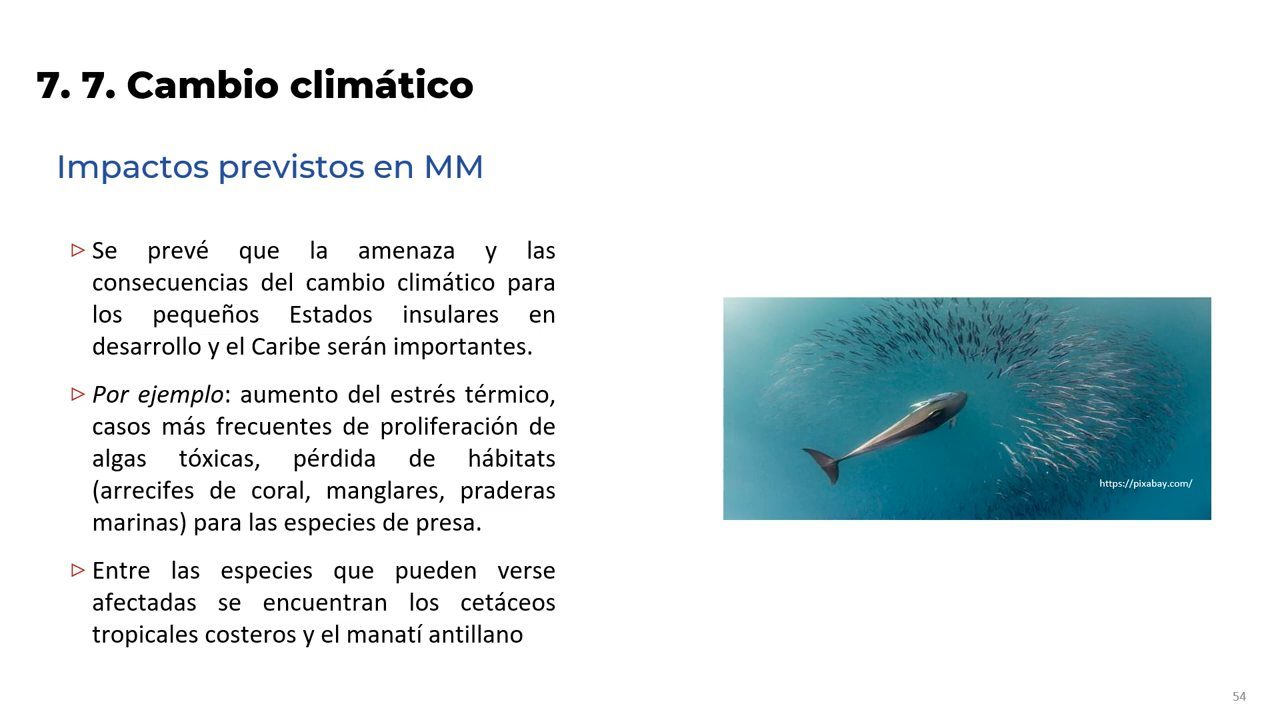 7. 7. Cambio climático
Impactos previstos en MM
▷ Se prevé que la amenaza y las
consecuencias del cambio climático para
los pequeños Estados insulares en
desarrollo y el Caribe serán importantes.
▷ Por ejemplo: aumento del estrés térmico,
casos más frecuentes de proliferación de
algas tóxicas, pérdida de hábitats
(arrecifes de coral, manglares, praderas
marinas) para las especies de presa.
▷ Entre las especies que pueden verse
afectadas se encuentran los cetáceos
tropicales costeros y el manatí antillano
https://pixabay.com/
54